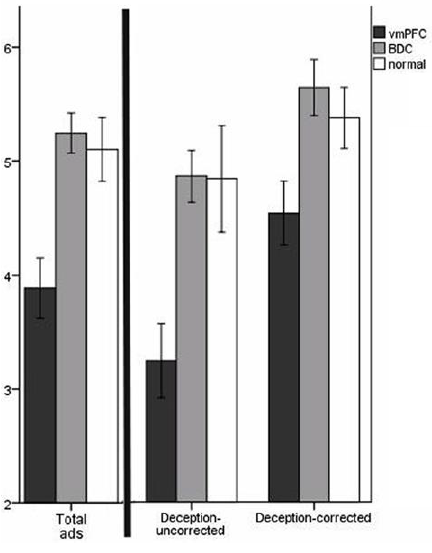 vmPFC
BDC
normal
6
5
4
3
2
Total
ads
Deception-
uncorrected
Deception-corrected